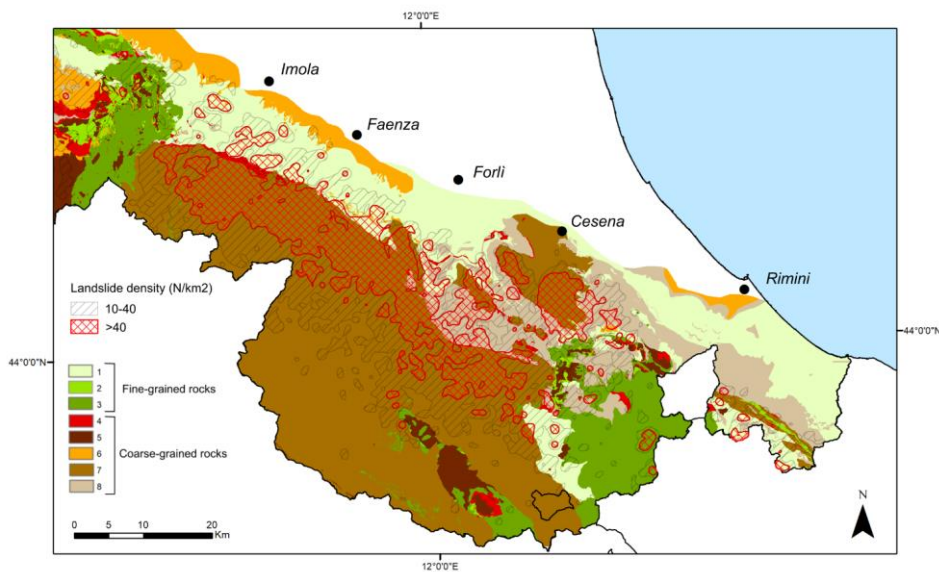 12°0'0"E
Imola
Faenza
Forlì
Cesena
Rimini
Landslide density (N/km2)
10-40
>40
44°0'0"N
44°0'0"N
1
2
3
Fine-grained rocks
4
5
6
7
8
Coarse-grained rocks
0 5 10 20
Km
N
12°0'0"E